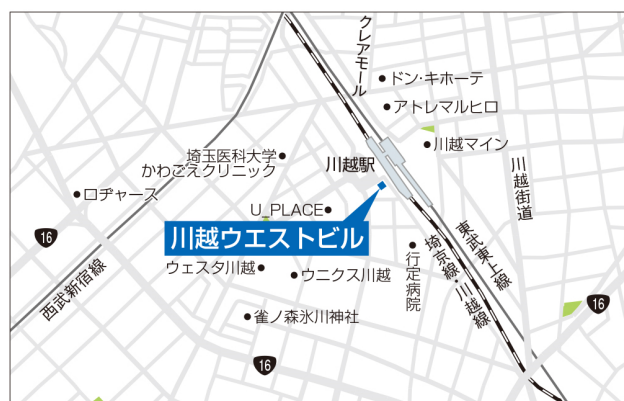 クレアモール
ドン・キホーテ
アトレマルヒロ
川越マイン
川越街道
埼玉医科大学
かわごえクリニック
川越駅
ロヂャース
U_PLACE
川越ウエストビル
16
西武新宿線
ウェスタ川越
ウニクス川越
行定病院
埼京線・川越線
東武東上線
雀ノ森氷川神社
16
16